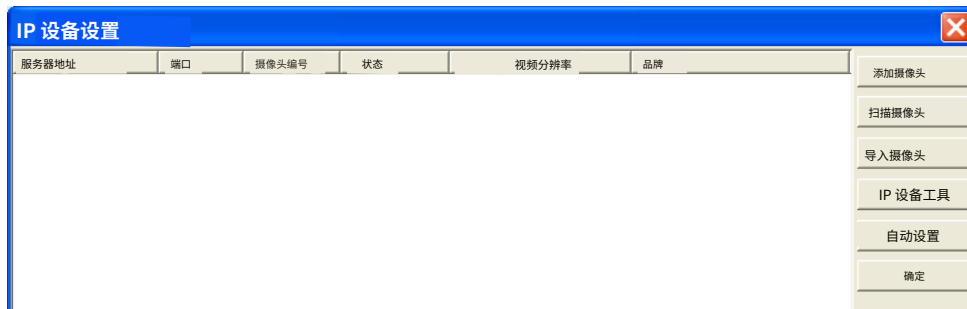 IP 设备设置
服务器地址 端口 摄像头编号 状态 视频分辨率 品牌
添加摄像头
扫描摄像头
导入摄像头
IP 设备工具
自动设置
确定